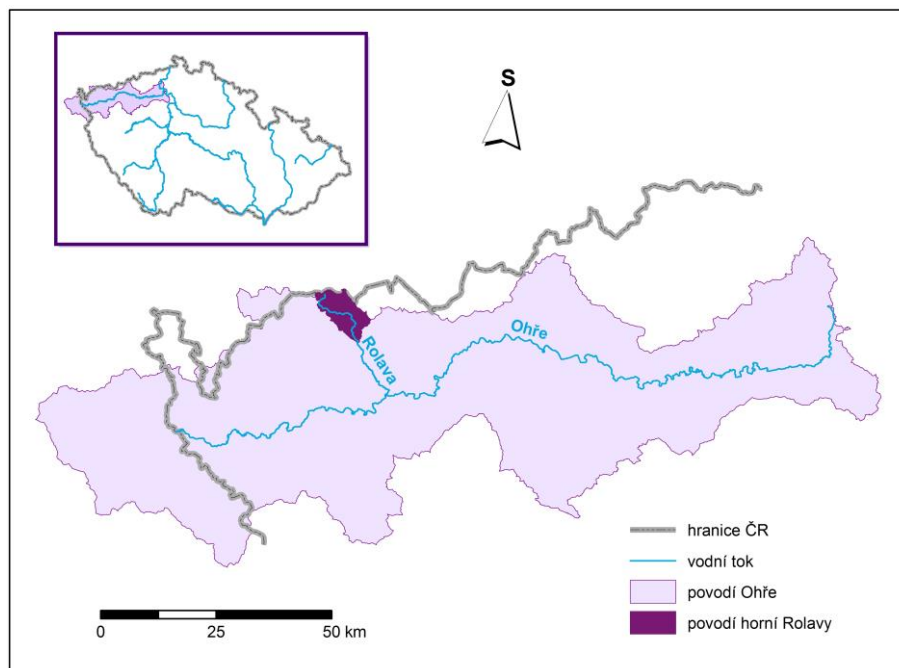 S
Ohře
Rolava
hranice ČR
vodní tok
povodí Ohře
povodí horní Rolavy
0 25 50 km